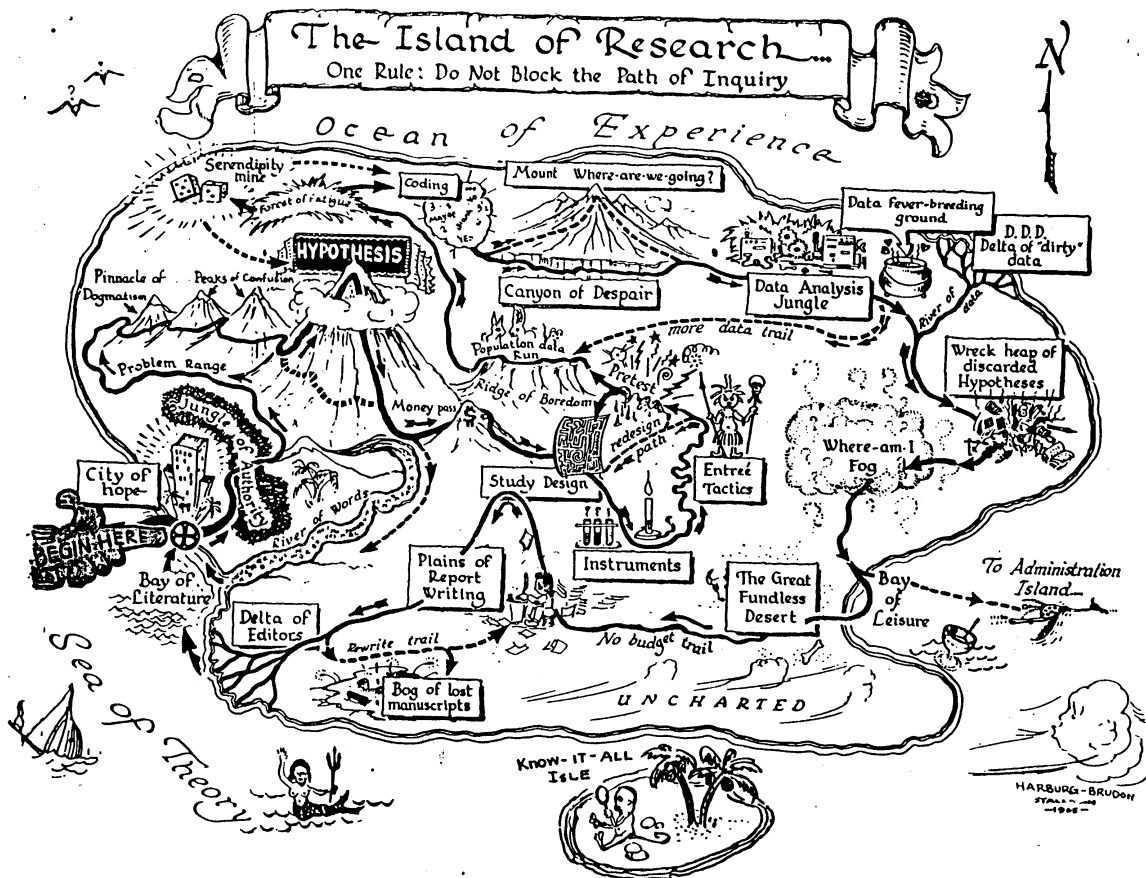 The Island of Research...
One Rule: Do Not Block the Path of Inquiry
N
Ocean of Experience
Serendipity
mine
Forest of Fatigue
Coding ...
Maybe
Mount Where-are-we-going?
Data fever-breeding
ground
D.D.D.
Delta of "dirty"
data
HYPOTHESIS
Pinnacle of
Dogmatism
Peaks of Confusion
Canyon of Despair
Data Analysis
Jungle
River of
data
Population data
Run
more data trail
Wreck heap of
discarded
Hypotheses
Problem Range
Ridge of Boredom
Pretest
Money pass
redesign
path
Jungle of Authority
Where-am-I
Fog
City of
hope
Study Design
Entreé
Tactics
River of Words
BEGIN HERE
Instruments
Bay of
Literature
Plains of
Report
Writing
The Great
Fundless
Desert
Bay
of
Leisure
To Administration
Island
Delta of
Editors
Rewrite trail
No budget trail
Bog of lost
manuscripts
UNCHARTED
Sea of Theory
KNOW-IT-ALL
ISLE
HARBURG-BRUDON